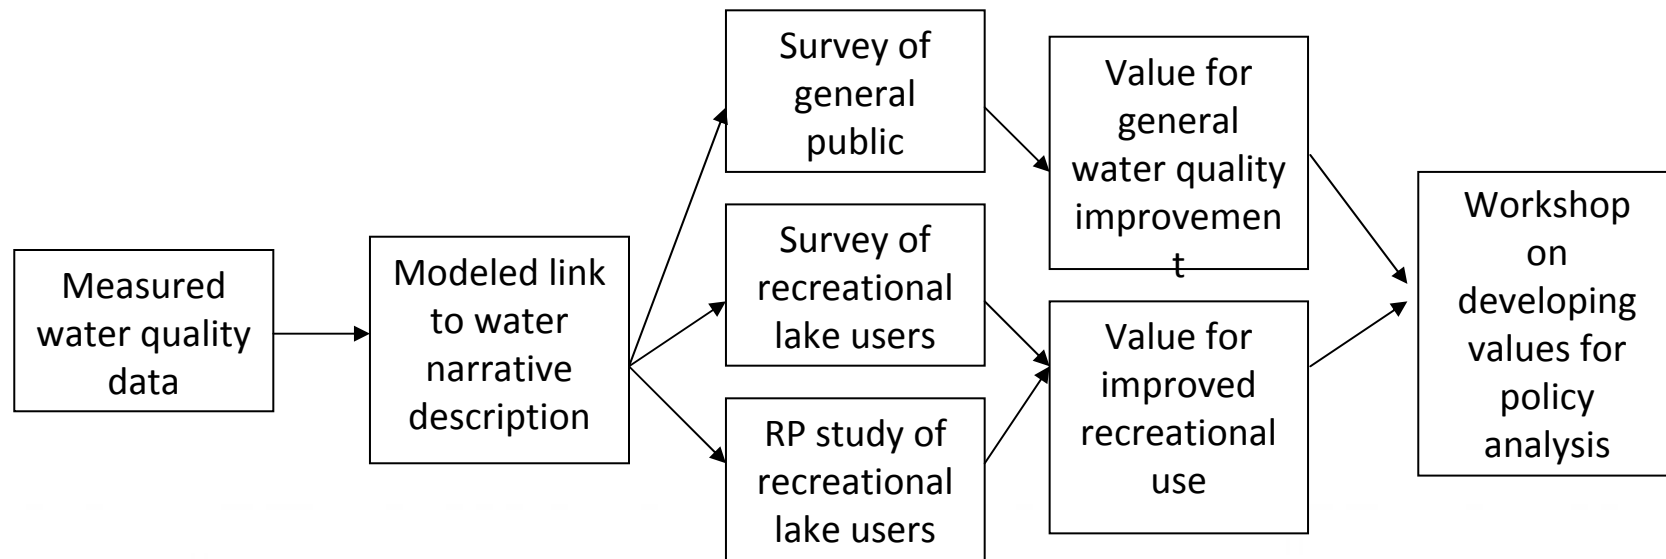 Measured
water quality
data
Modeled link
to water
narrative
description
Survey of
general
public
Survey of
recreational
lake users
RP study of
recreational
lake users
Value for
general
water quality
improvemen
t
Value for
improved
recreational
use
Workshop
on
developing
values for
policy
analysis